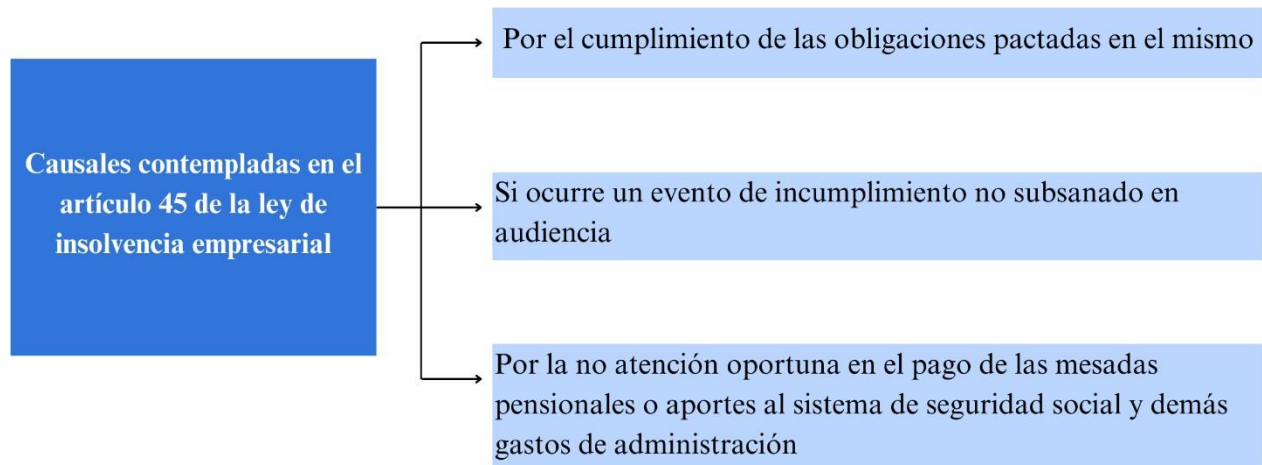 Causales contempladas en el
artículo 45 de la ley de
insolvencia empresarial
Por el cumplimiento de las obligaciones pactadas en el mismo
Si ocurre un evento de incumplimiento no subsanado en
audiencia
Por la no atención oportuna en el pago de las mesadas
pensionales o aportes al sistema de seguridad social y demás
gastos de administración